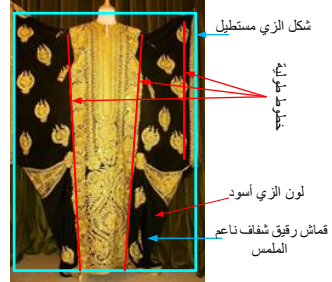 شكل الزي مستطيل
خطوط طولية
لون الزي أسود
قماش رقيق شفاف ناعم
الملمس